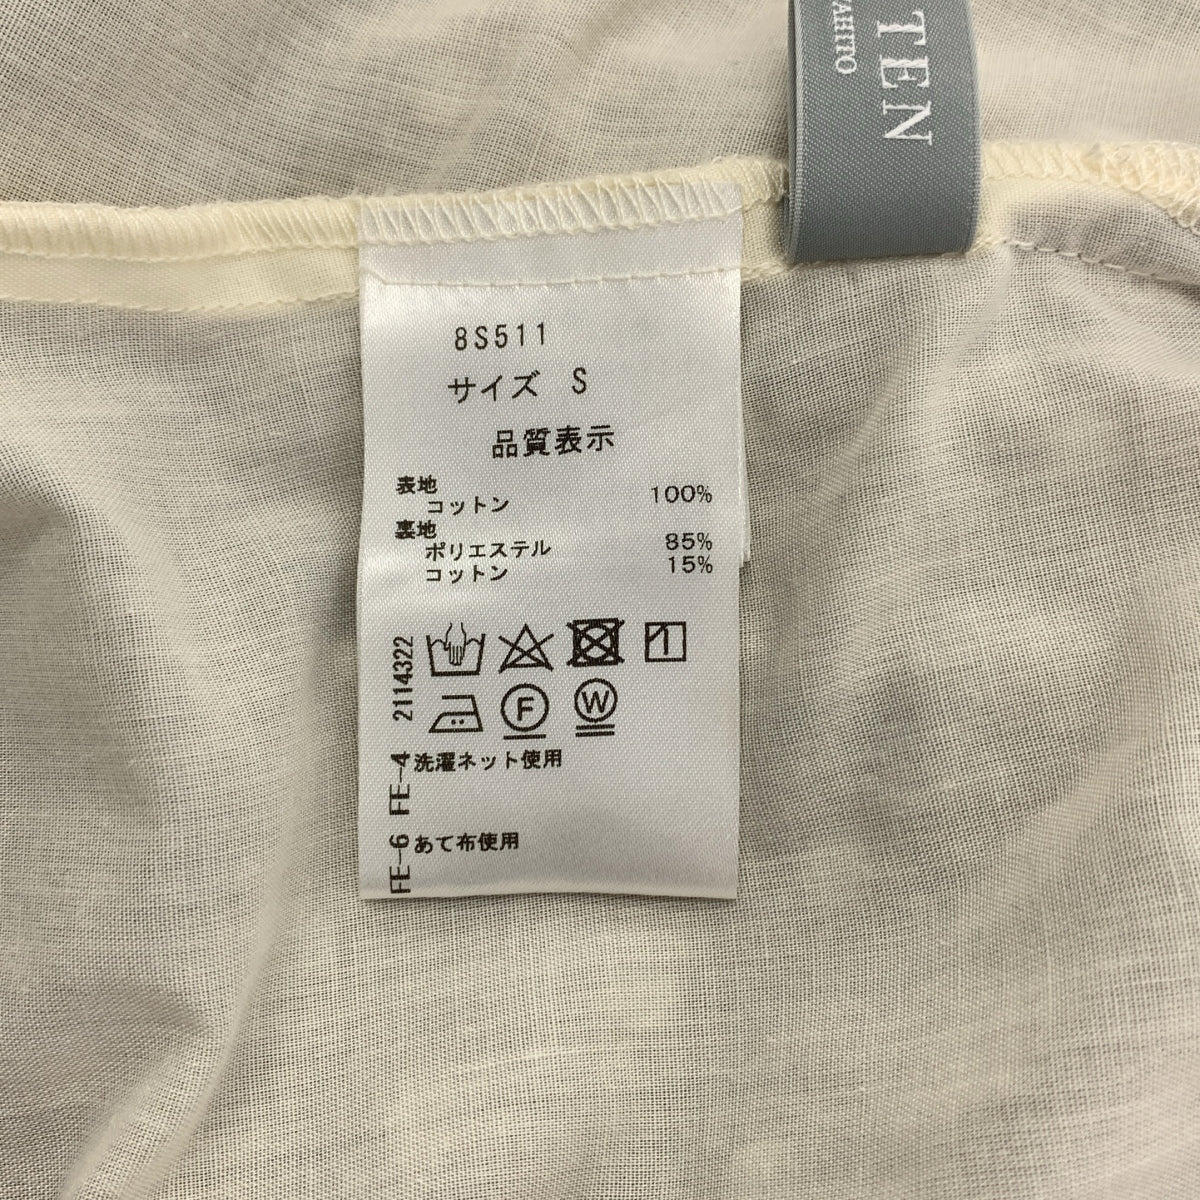 TEN
8S511
サイズ S
品質表示
表地
コットン 100%
裏地
ポリエステル 85%
コットン 15%
2114322
F
W
FE-4 洗濯ネット使用
FE-6 あて布使用